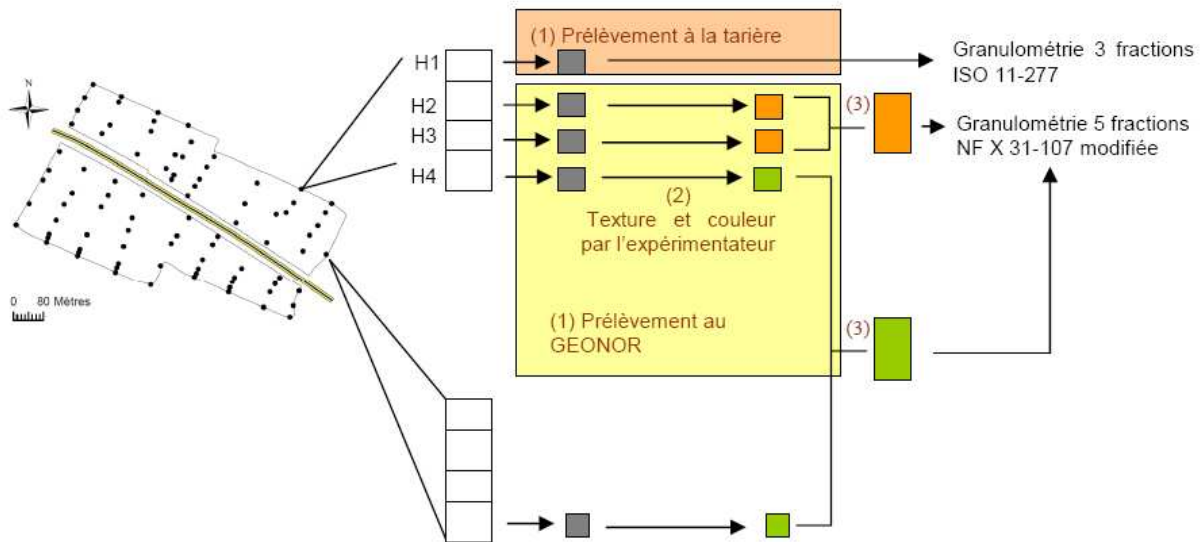 N
0 80 Mètres
H1
H2
H3
H4
(1) Prélèvement à la tarière
(2)
Texture et couleur
par l'expérimentateur
(1) Prélèvement au
GEONOR
(3)
(3)
Granulométrie 3 fractions
ISO 11-277
Granulométrie 5 fractions
NF X 31-107 modifiée